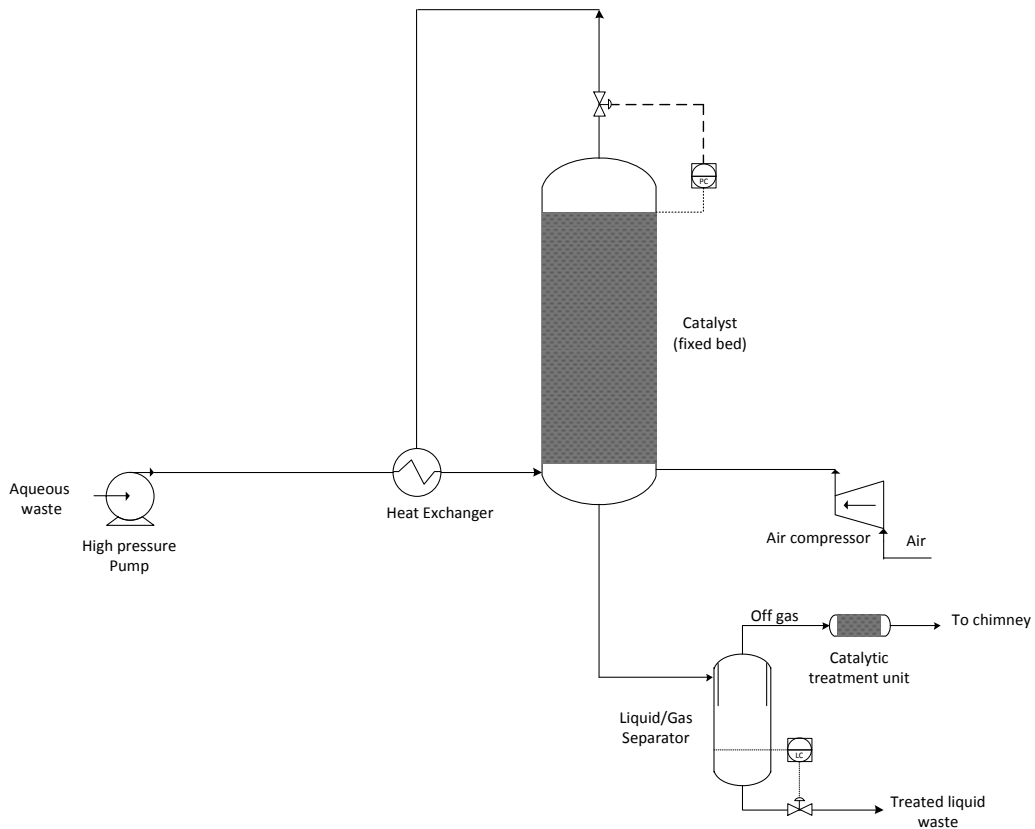 PC
Catalyst
(fixed bed)
Aqueous
waste
Heat Exchanger
High pressure
Pump
Air compressor
Air
Off gas
To chimney
Catalytic
treatment unit
Liquid/Gas
Separator
LC
Treated liquid
waste